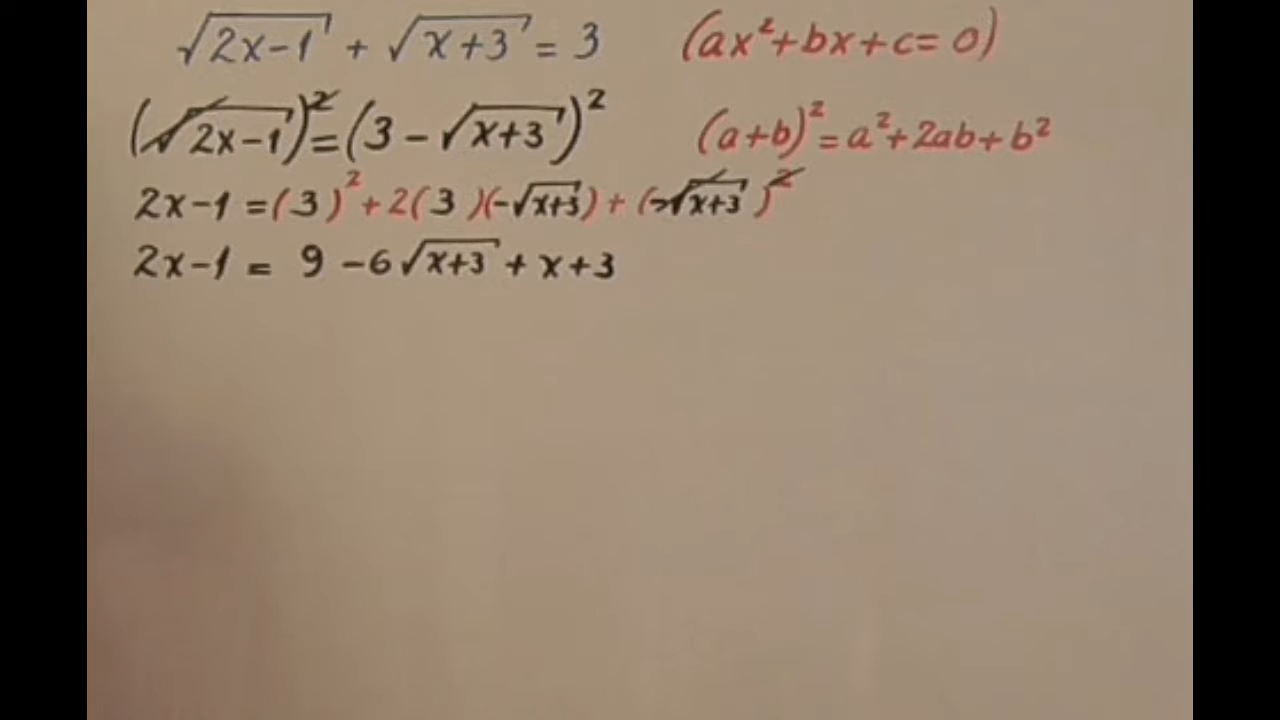 √(2x-1) + √(x+3) = 3 (ax²+bx+c=0)
(√(2x-1))² = (3 - √(x+3))² (a+b)² = a²+2ab+b²
2x-1 = (3)² + 2(3)(-√(x+3)) + (-√(x+3))²
2x-1 = 9 - 6√(x+3) + x+3